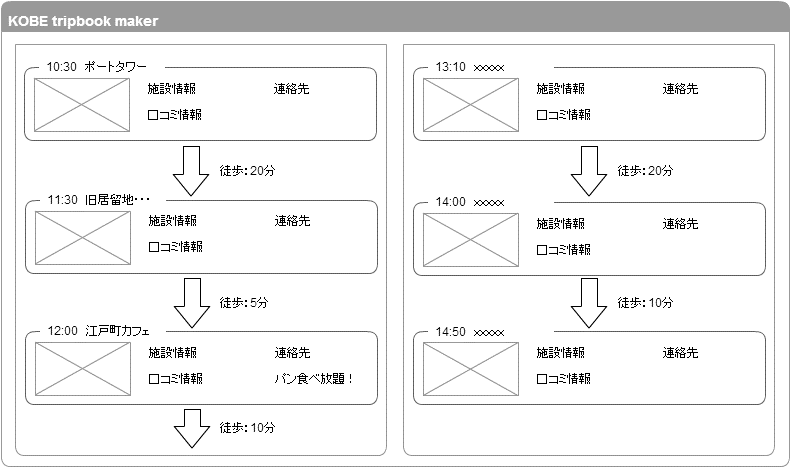 KOBE tripbook maker
10:30 ポートタワー
施設情報 連絡先
口コミ情報
徒歩：20分
11:30 旧居留地・・・
施設情報 連絡先
口コミ情報
徒歩：5分
12:00 江戸町カフェ
施設情報 連絡先
口コミ情報 パン食べ放題！
徒歩：10分
13:10 xxxxx
施設情報 連絡先
口コミ情報
徒歩：20分
14:00 xxxxx
施設情報 連絡先
口コミ情報
徒歩：10分
14:50 xxxxx
施設情報 連絡先
口コミ情報